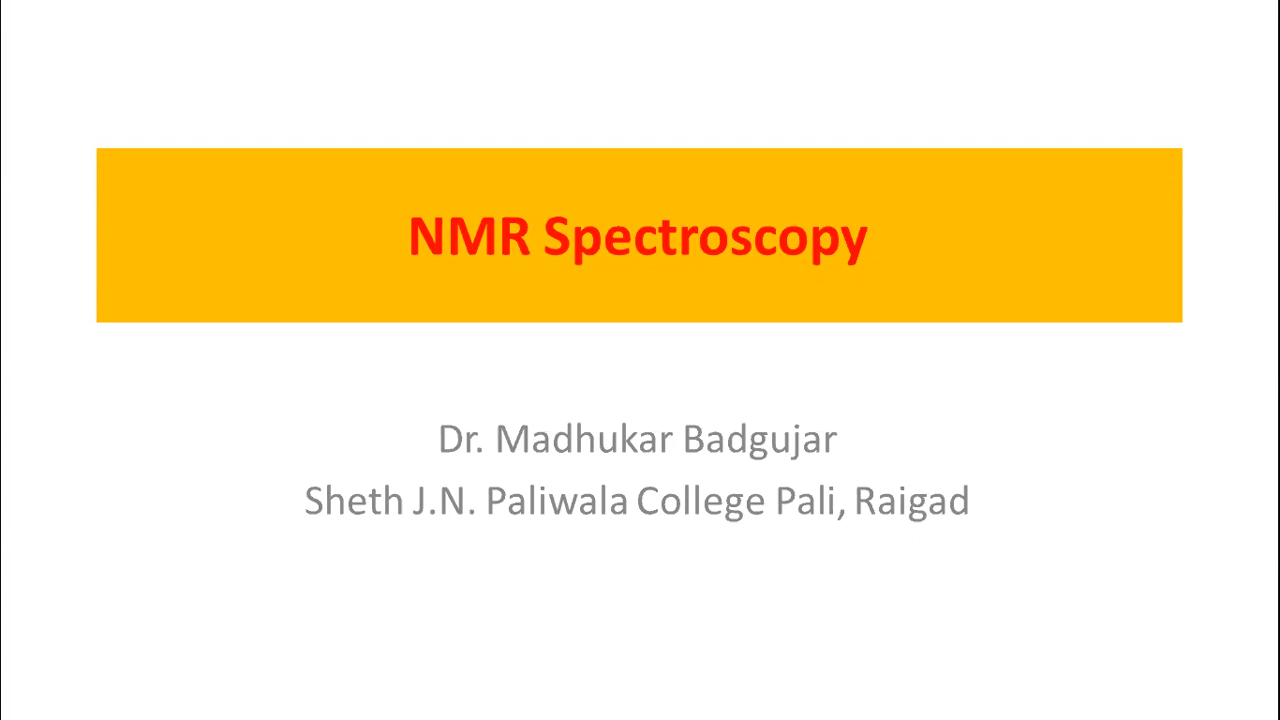 NMR Spectroscopy
Dr. Madhukar Badgujar
Sheth J.N. Paliwala College Pali, Raigad